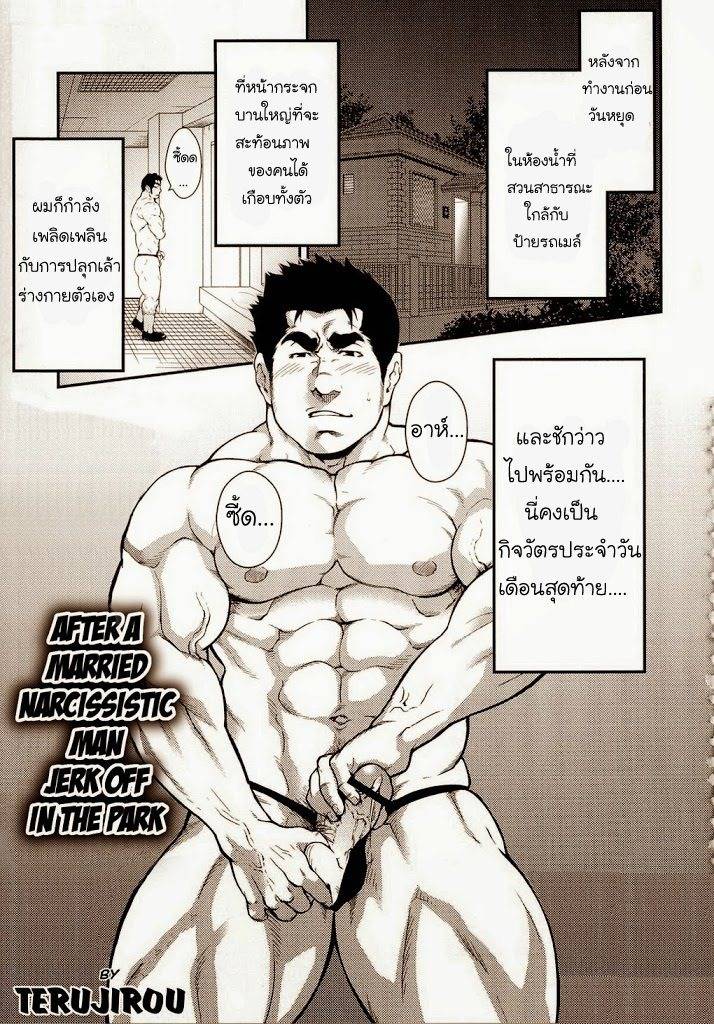 หลังจาก
ทำงานก่อน
วันหยุด
ในห้องน้ำที่
สวนสาธารณะ
ใกล้กับ
ป้ายรถเมล์
ที่หน้ากระจก
บานใหญ่ที่จะ
สะท้อนภาพ
ของคนได้
เกือบทั้งตัว
ซี้ดด
...
ผมก็กำลัง
เพลิดเพลิน
กับการปลุกเล้า
ร่างกายตัวเอง
อาห์...
ซี้ด...
และชักว่าว
ไปพร้อมกัน....
นี่คงเป็น
กิจวัตรประจำวัน
เดือนสุดท้าย....
AFTER A
MARRIED
NARCISSISTIC
MAN
JERK OFF
IN THE PARK
BY
TERUJIROU